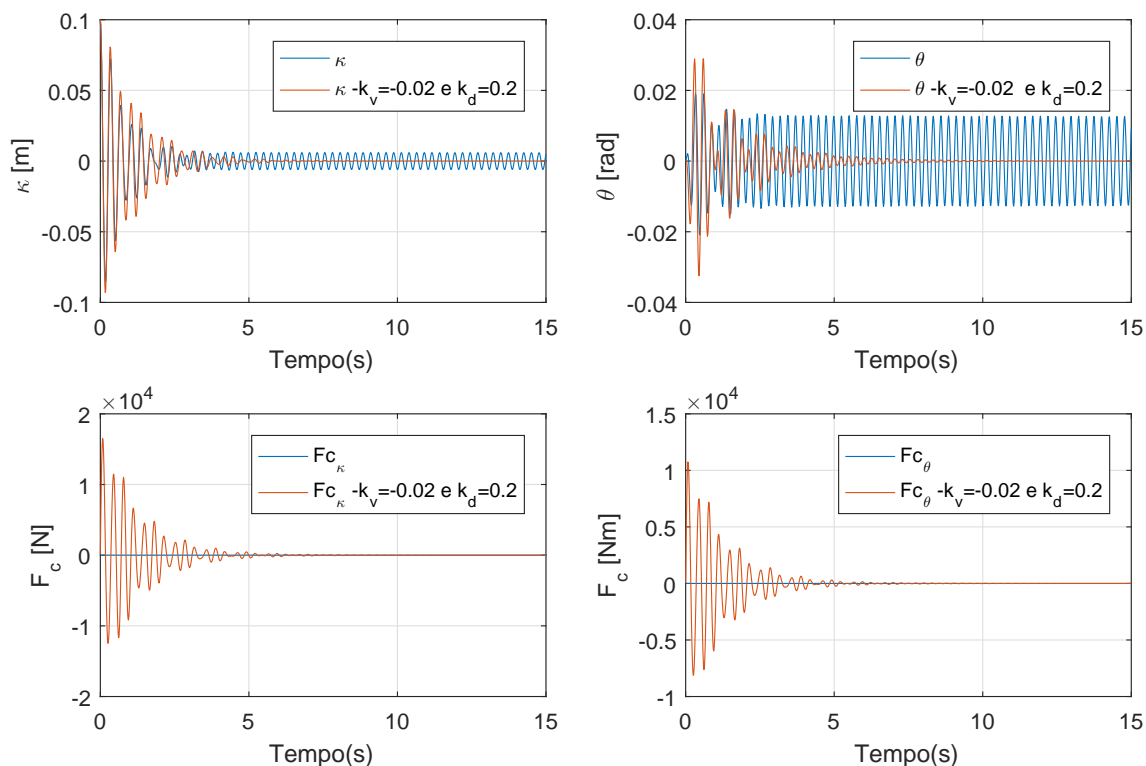 0.1
0.05
0
-0.05
-0.1
κ [m]
κ
κ -k_v=-0.02 e k_d=0.2
0
5
10
15
Tempo(s)
0.04
0.02
0
-0.02
-0.04
θ [rad]
θ
θ -k_v=-0.02 e k_d=0.2
0
5
10
15
Tempo(s)
×10^4
2
1
0
-1
-2
F_c [N]
Fc_κ
Fc_κ -k_v=-0.02 e k_d=0.2
0
5
10
15
Tempo(s)
×10^4
1.5
1
0.5
0
-0.5
-1
F_c [Nm]
Fc_θ
Fc_θ -k_v=-0.02 e k_d=0.2
0
5
10
15
Tempo(s)